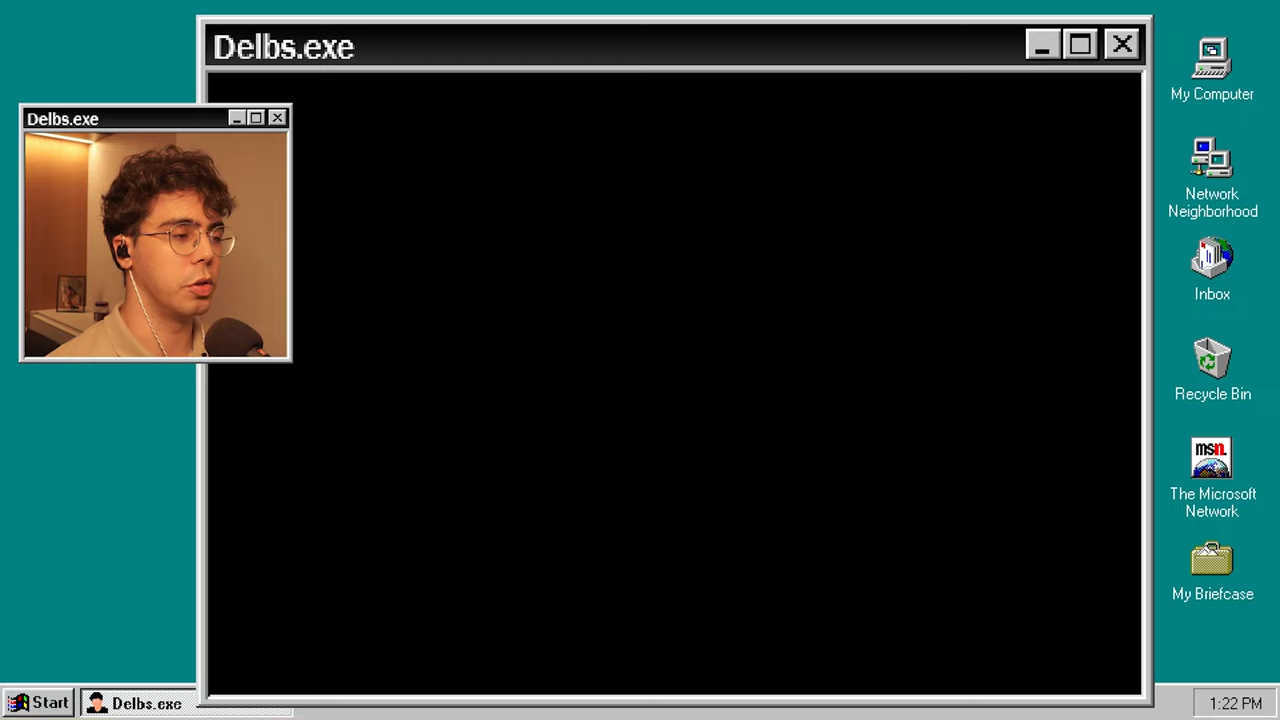 Delbs.exe
Delbs.exe
My Computer
Network
Neighborhood
Inbox
Recycle Bin
msn
The Microsoft
Network
My Briefcase
Start
Delbs.exe
1:22 PM